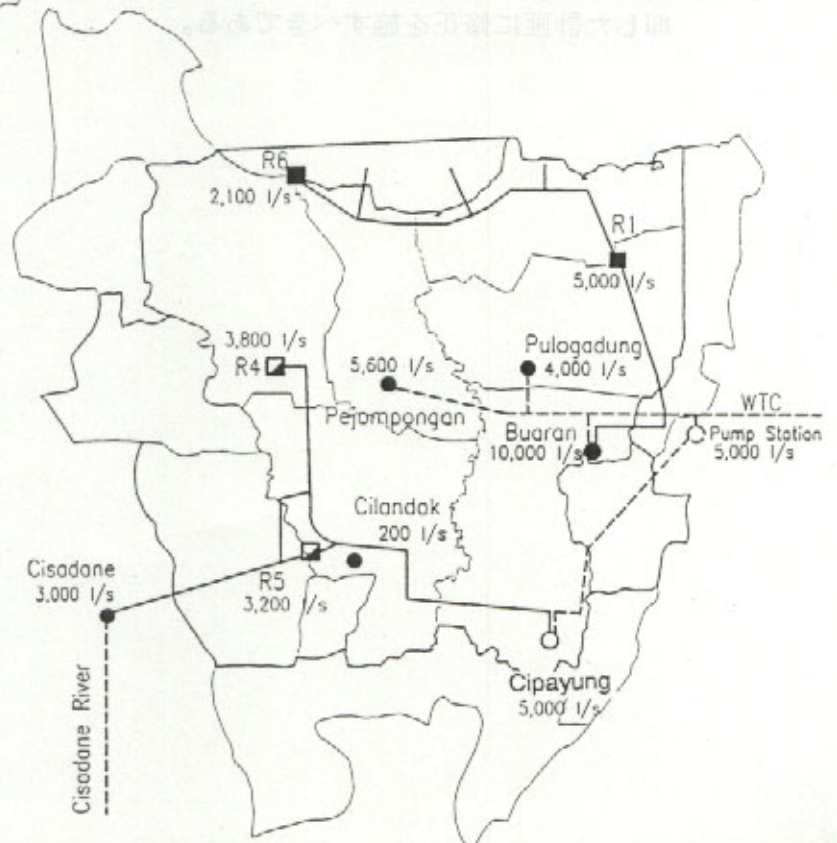 R6
2,100 l/s
R1
5,000 l/s
3,800 l/s
R4
5,600 l/s
Pejompongan
Pulogadung
4,000 l/s
WTC
Buaran
10,000 l/s
Pump Station
5,000 l/s
Cilandak
200 l/s
Cisadane
3,000 l/s
R5
3,200 l/s
Cipayung
5,000 l/s
Cisadane River